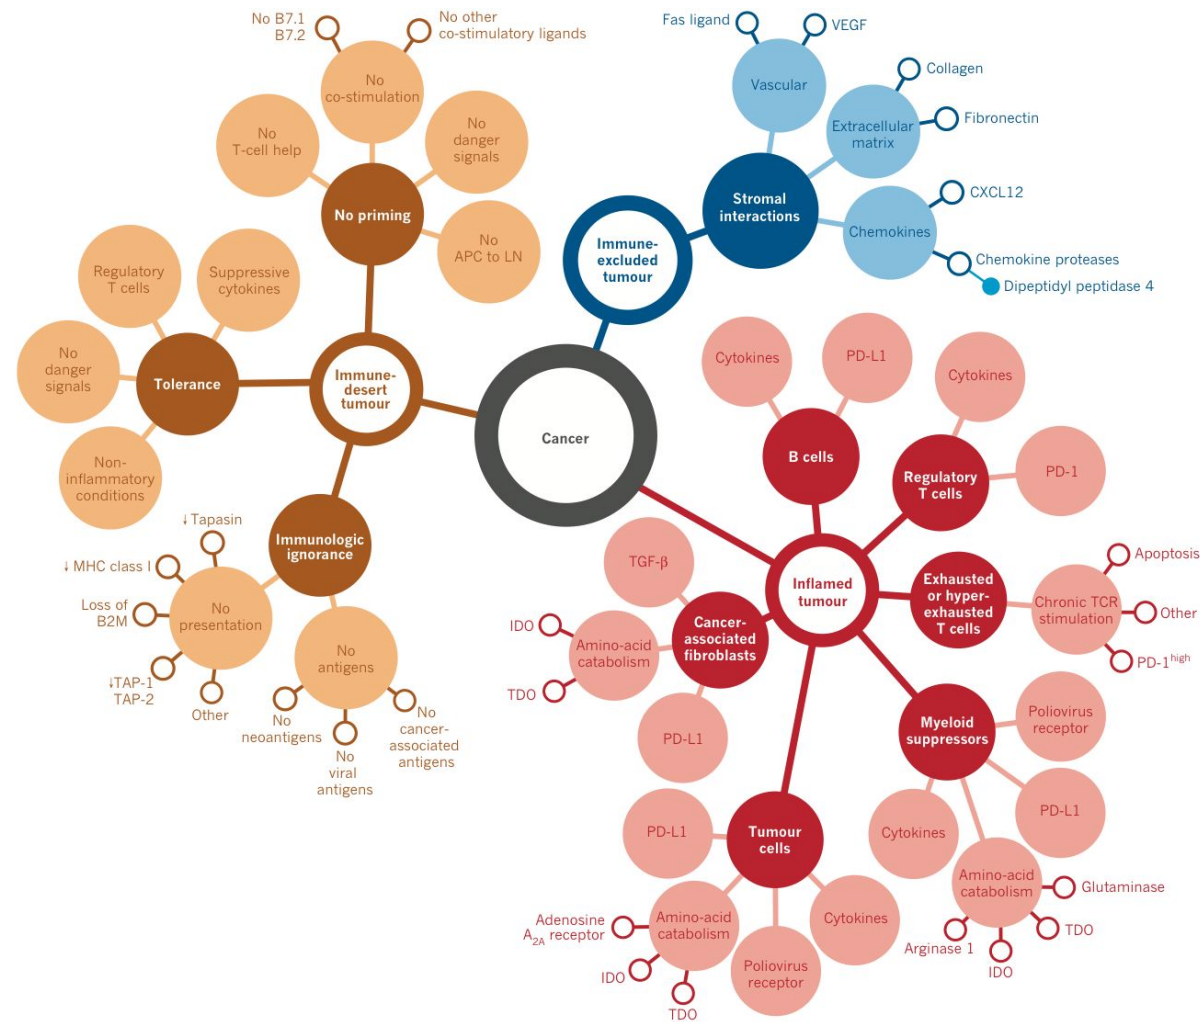 No B7.1
B7.2
No other
co-stimulatory ligands
No
co-stimulation
No
T-cell help
No
danger
signals
No priming
No
APC to LN
Regulatory
T cells
Suppressive
cytokines
No
danger
signals
Tolerance
Non-
inflammatory
conditions
Immune-
desert
tumour
Immunologic
ignorance
↓ Tapasin
↓ MHC class I
Loss of
B2M
↓TAP-1
TAP-2
Other
No
presentation
No
antigens
No
neoantigens
No
viral
antigens
No
cancer-
associated
antigens
Cancer
Immune-
excluded
tumour
Stromal
interactions
Fas ligand
VEGF
Vascular
Collagen
Extracellular
matrix
Fibronectin
CXCL12
Chemokines
Chemokine proteases
Dipeptidyl peptidase 4
Inflamed
tumour
Cytokines
PD-L1
B cells
Cytokines
Regulatory
T cells
PD-1
Exhausted
or hyper-
exhausted
T cells
Chronic TCR
stimulation
Apoptosis
Other
PD-1high
Myeloid
suppressors
Poliovirus
receptor
PD-L1
Cytokines
Amino-acid
catabolism
Glutaminase
TDO
IDO
Arginase 1
TGF-β
Cancer-
associated
fibroblasts
IDO
Amino-acid
catabolism
TDO
PD-L1
Tumour
cells
PD-L1
Amino-acid
catabolism
Adenosine
A2A receptor
IDO
TDO
Poliovirus
receptor
Cytokines